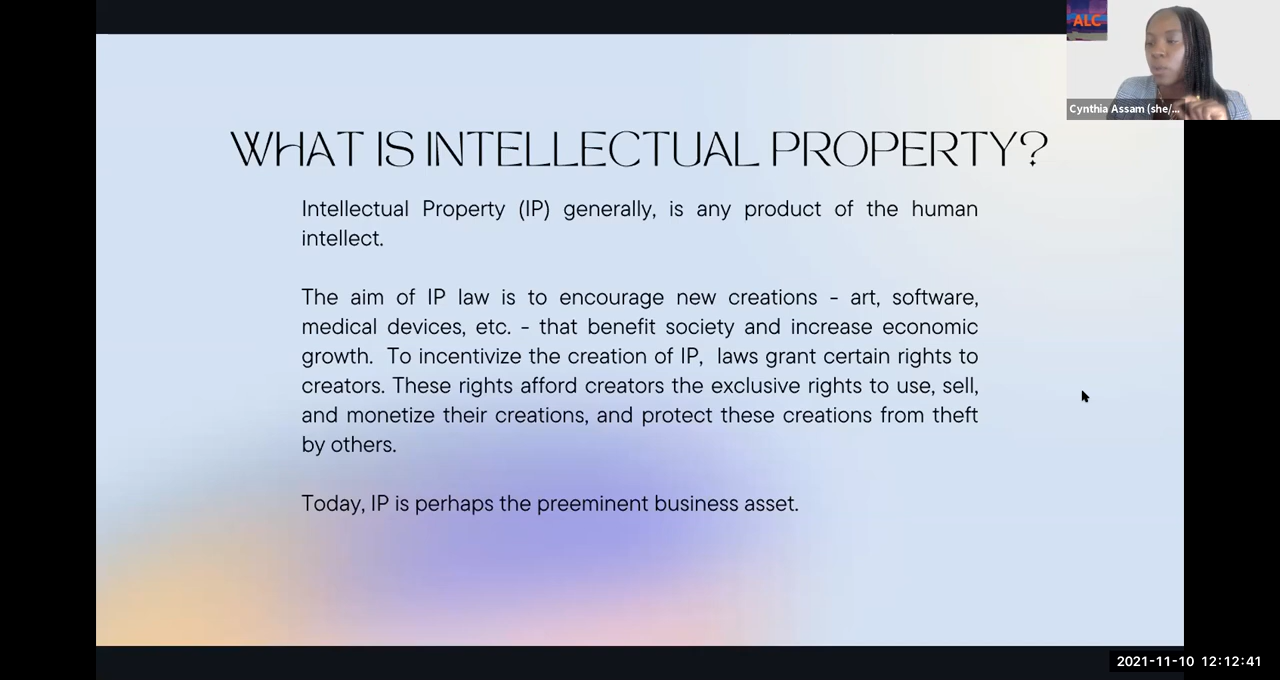 ALC
Cynthia Assam (she/...
WHAT IS INTELLECTUAL PROPERTY?
Intellectual Property (IP) generally, is any product of the human
intellect.
The aim of IP law is to encourage new creations - art, software,
medical devices, etc. - that benefit society and increase economic
growth.  To incentivize the creation of IP,  laws grant certain rights to
creators. These rights afford creators the exclusive rights to use, sell,
and monetize their creations, and protect these creations from theft
by others.
Today, IP is perhaps the preeminent business asset.
2021-11-10 12:12:41